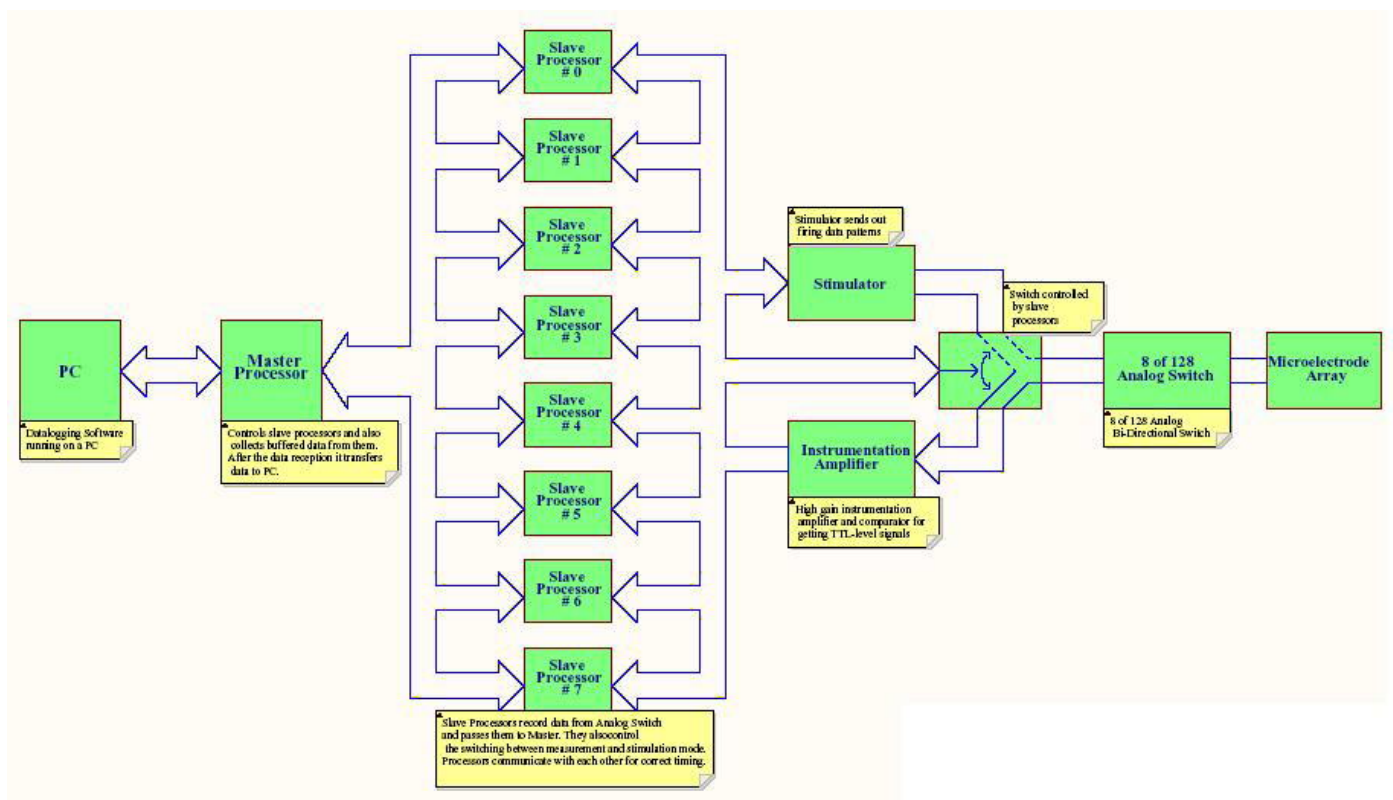 Slave
Processor
# 0
Slave
Processor
# 1
Slave
Processor
# 2
Slave
Processor
# 3
Slave
Processor
# 4
Slave
Processor
# 5
Slave
Processor
# 6
Slave
Processor
# 7
Slave Processors record data from Analog Switch
and passes them to Master. They alsocontrol
the switching between measurement and stimulation mode.
Processors communicate with each other for correct timing.
PC
Datalogging Software
running on a PC
Master
Processor
Controls slave processors and also
collects buffered data from them.
After the data reception it transfers
data to PC.
Stimulator sends out
firing data patterns
Stimulator
Switch controlled
by slave
processors
8 of 128
Analog Switch
8 of 128 Analog
Bi-Directional Switch
Microelectrode
Array
Instrumentation
Amplifier
High gain instrumentation
amplifier and comparator for
getting TTL-level signals